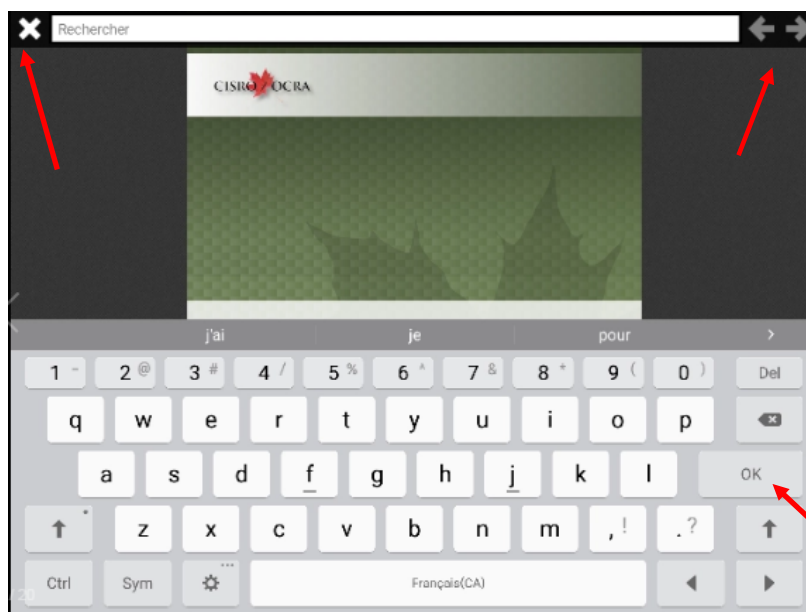 Rechercher
CISRO / OCRA
j'ai je pour >
1 - 2 @ 3 # 4 / 5 % 6 ^ 7 & 8 * 9 ( 0 ) Del
q w e r t y u i o p
a s d f g h j k l OK
z x c v b n m , ! . ?
Ctrl Sym Français(CA)
/ 20